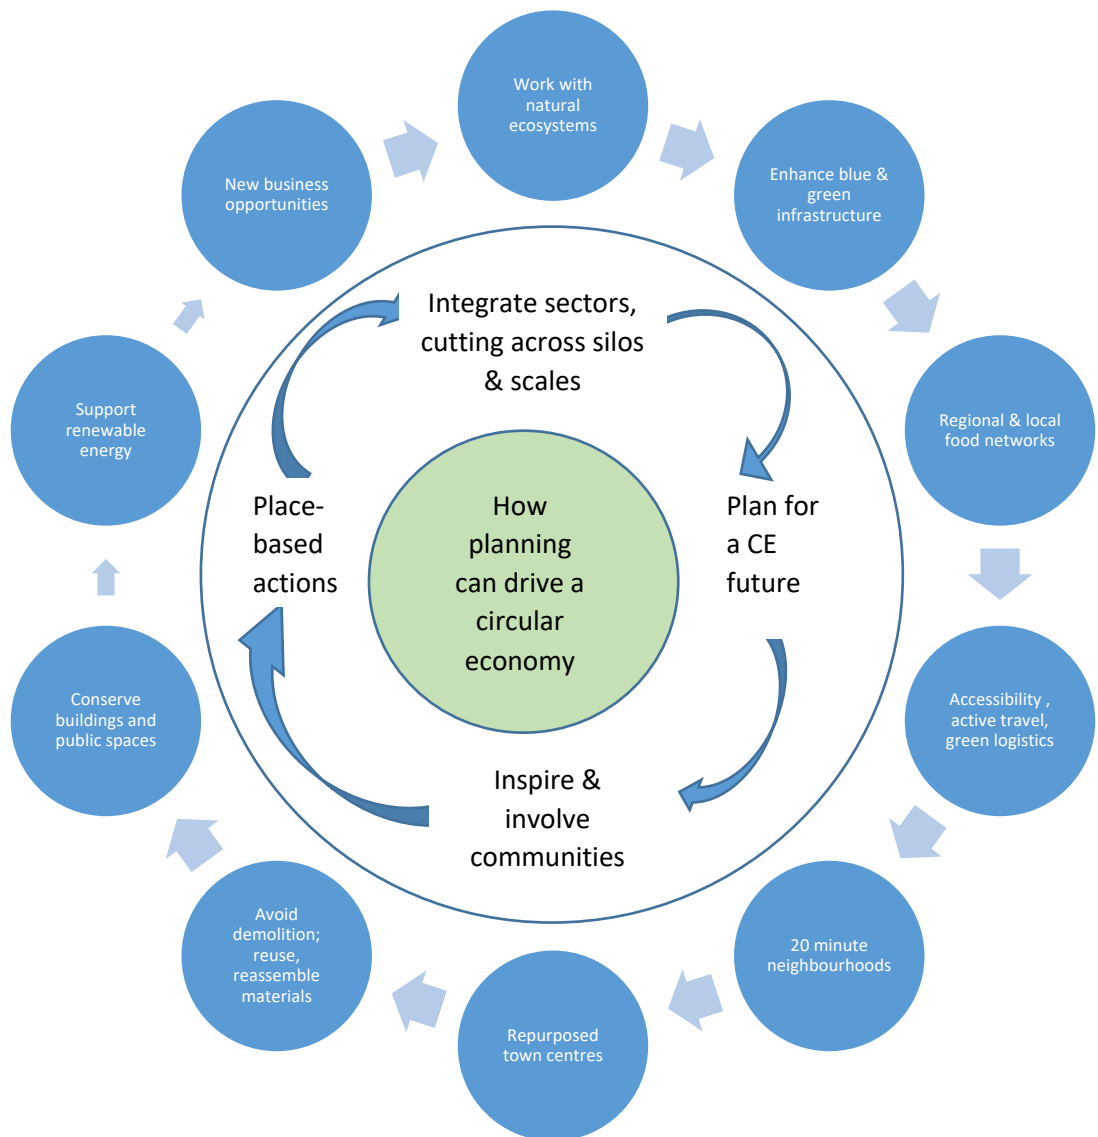 Work with
natural
ecosystems
Enhance blue &
green
infrastructure
Regional & local
food networks
Accessibility ,
active travel,
green logistics
20 minute
neighbourhoods
Repurposed
town centres
Avoid
demolition;
reuse,
reassemble
materials
Conserve
buildings and
public spaces
Support
renewable
energy
New business
opportunities
Integrate sectors,
cutting across silos
& scales
Plan for
a CE
future
Inspire &
involve
communities
Place-
based
actions
How
planning
can drive a
circular
economy